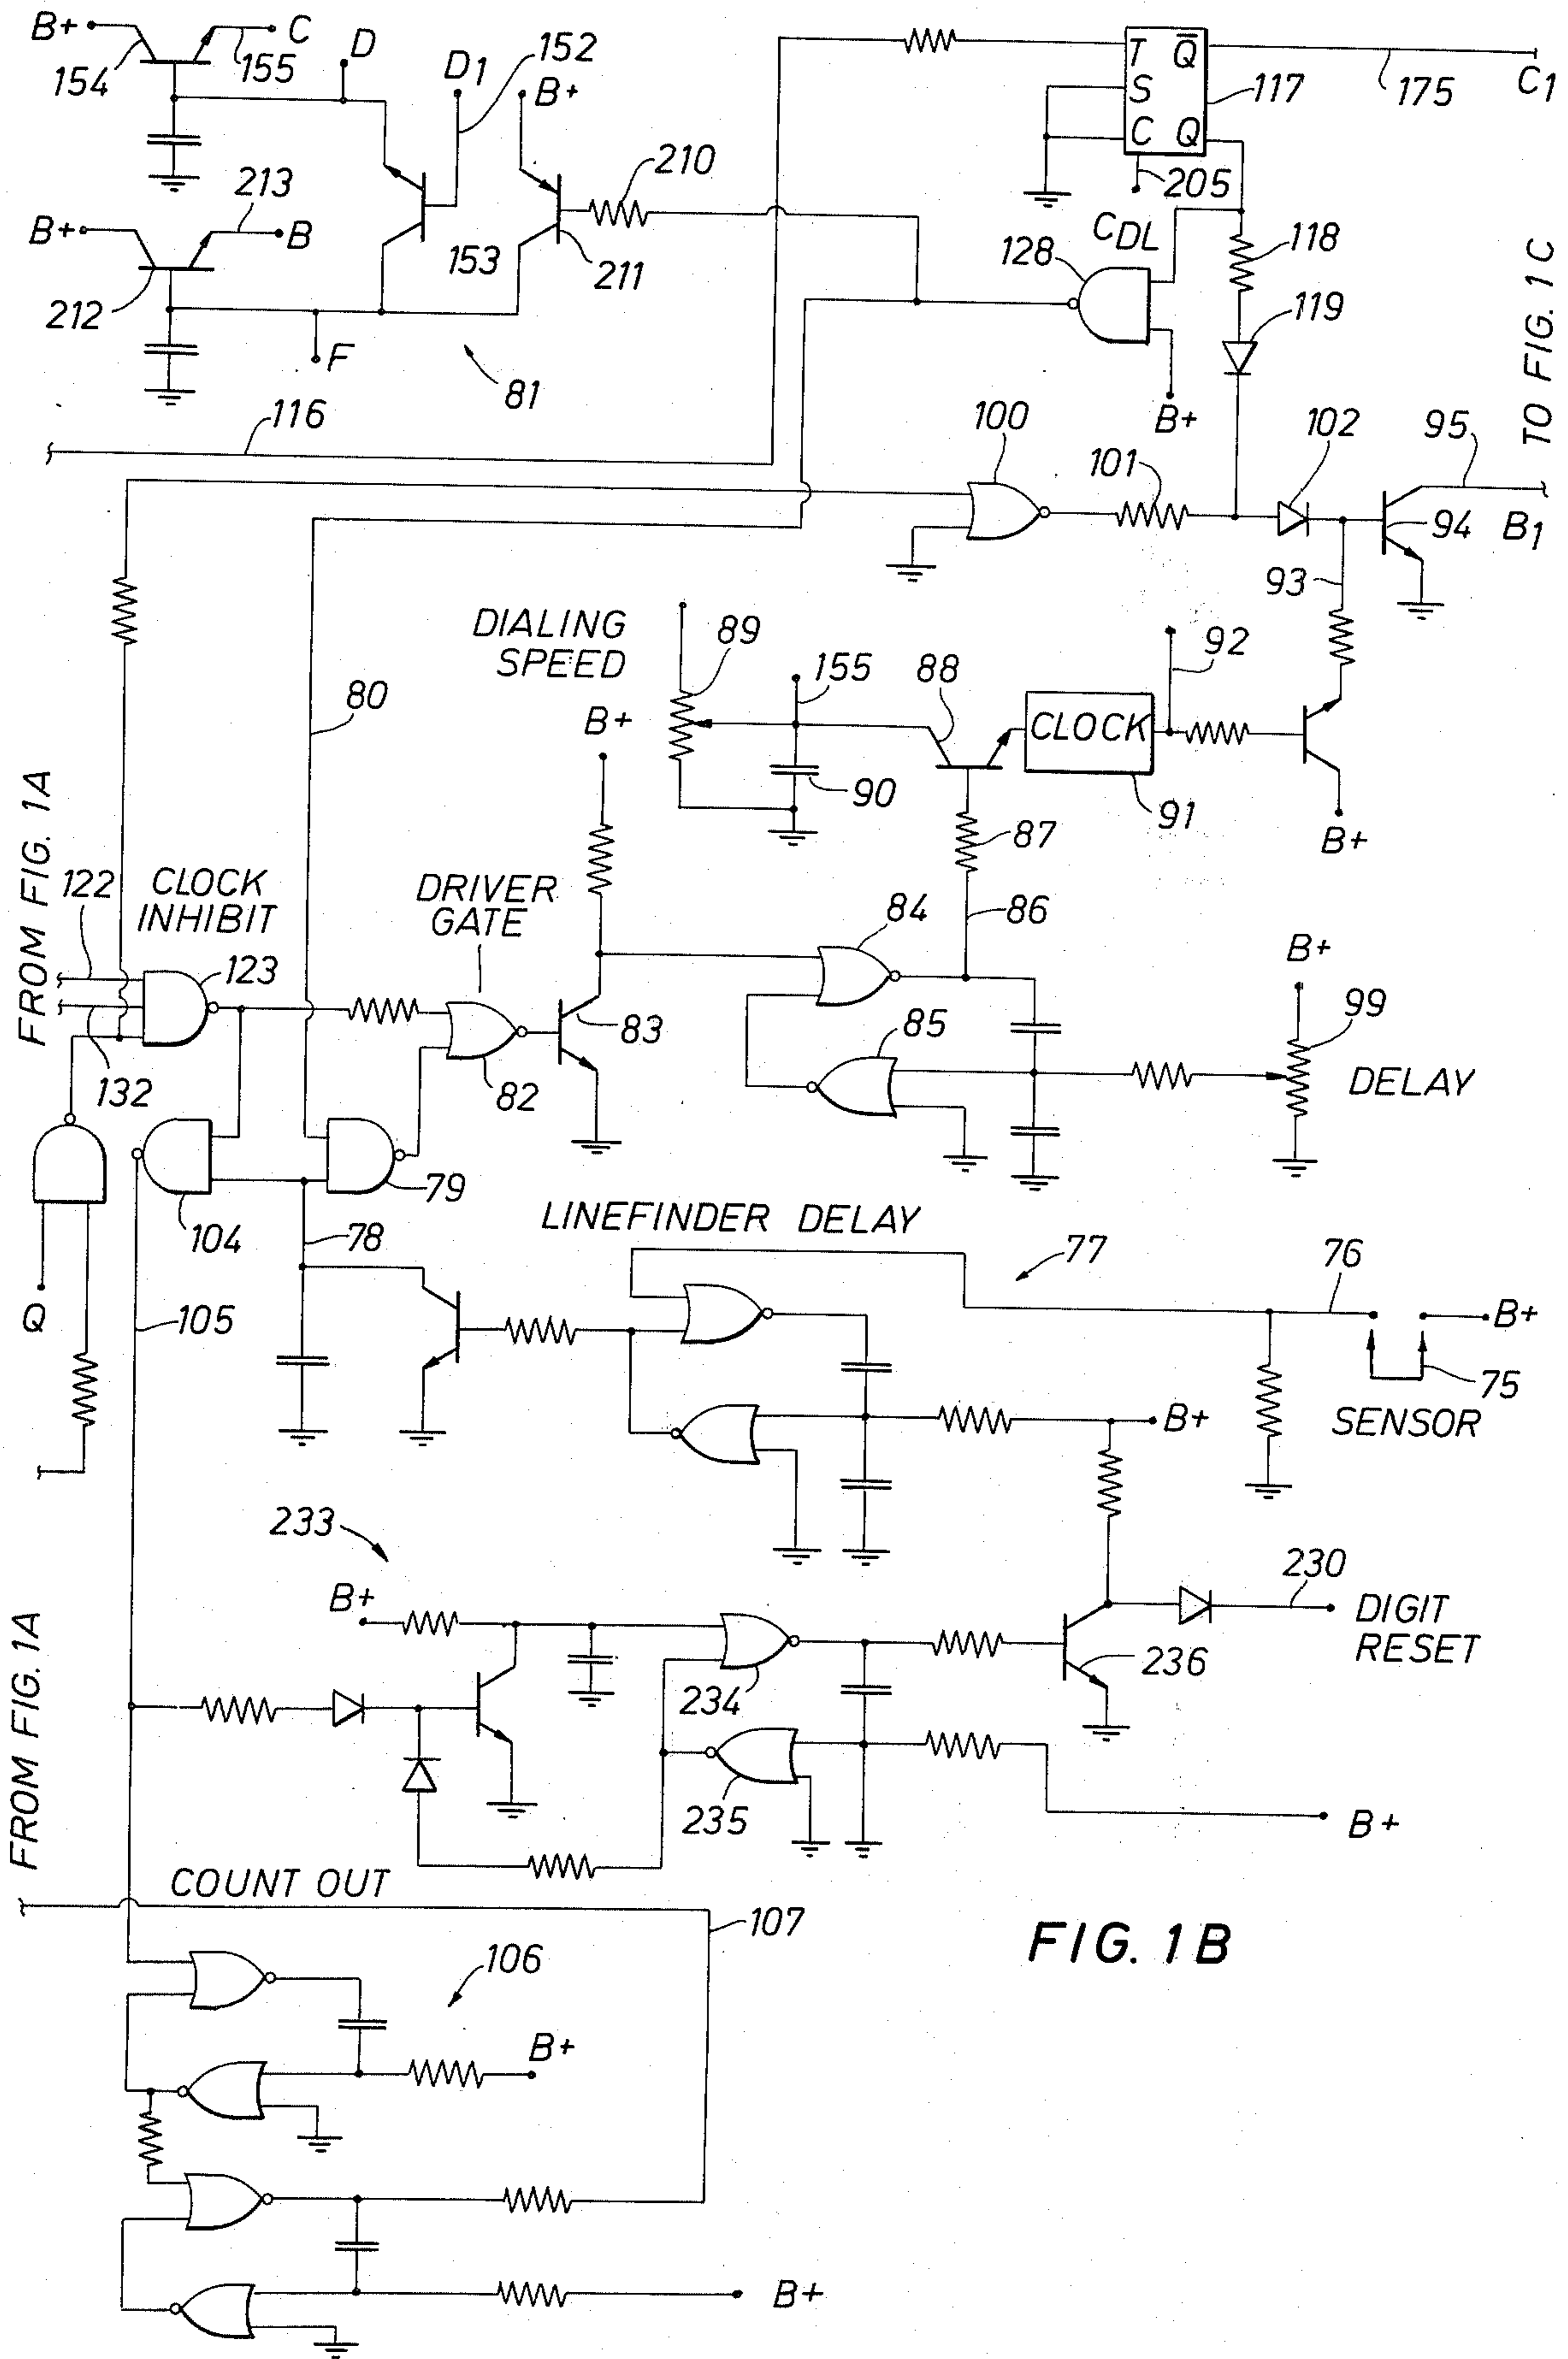 B+
C
D
152
D1
B+
154
155
T
Q̅
117
S
C
Q
175
C1
210
205
213
B+
B
153
211
CDL
118
128
212
F
81
119
B+
TO FIG. 1C
116
100
101
102
95
94
B1
93
DIALING
SPEED
89
155
88
92
80
B+
CLOCK
90
87
91
B+
FROM FIG. 1A
122
CLOCK
INHIBIT
DRIVER
GATE
84
86
123
B+
83
85
99
132
82
DELAY
79
104
78
LINEFINDER DELAY
77
76
Q
105
B+
75
SENSOR
B+
233
230
B+
DIGIT
RESET
FROM FIG. 1A
234
236
235
B+
COUNT OUT
107
FIG. 1B
106
B+
B+